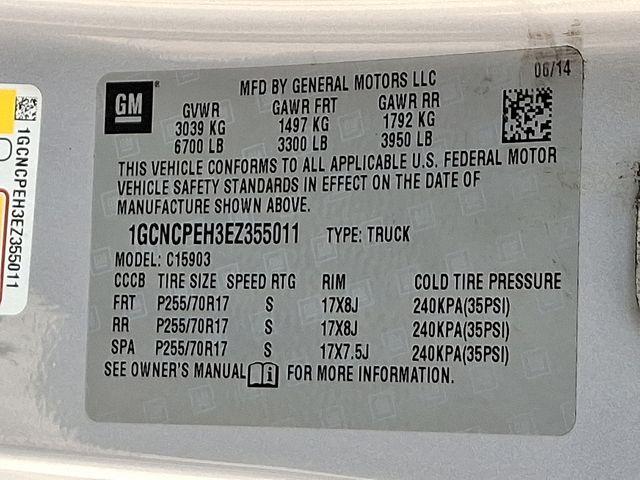 MFD BY GENERAL MOTORS LLC
06/14
GM
GVWR GAWR FRT GAWR RR
3039 KG 1497 KG 1792 KG
6700 LB 3300 LB 3950 LB
THIS VEHICLE CONFORMS TO ALL APPLICABLE U.S. FEDERAL MOTOR
VEHICLE SAFETY STANDARDS IN EFFECT ON THE DATE OF
MANUFACTURE SHOWN ABOVE.
1GCNCPEH3EZ355011 TYPE: TRUCK
MODEL: C15903
CCCB TIRE SIZE SPEED RTG RIM COLD TIRE PRESSURE
FRT P255/70R17 S 17X8J 240KPA(35PSI)
RR P255/70R17 S 17X8J 240KPA(35PSI)
SPA P255/70R17 S 17X7.5J 240KPA(35PSI)
SEE OWNER'S MANUAL FOR MORE INFORMATION.
1GCNCPEH3EZ355011